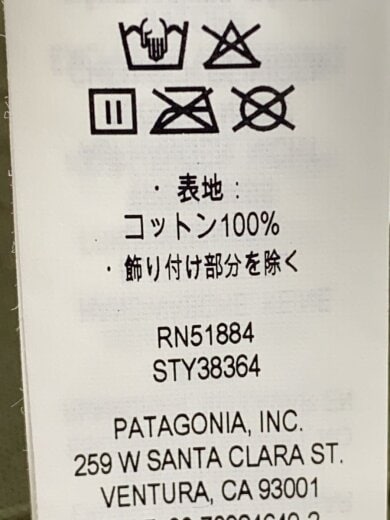 ・表地:
コットン100%
・飾り付け部分を除く
RN51884
STY38364
PATAGONIA, INC.
259 W SANTA CLARA ST.
VENTURA, CA 93001